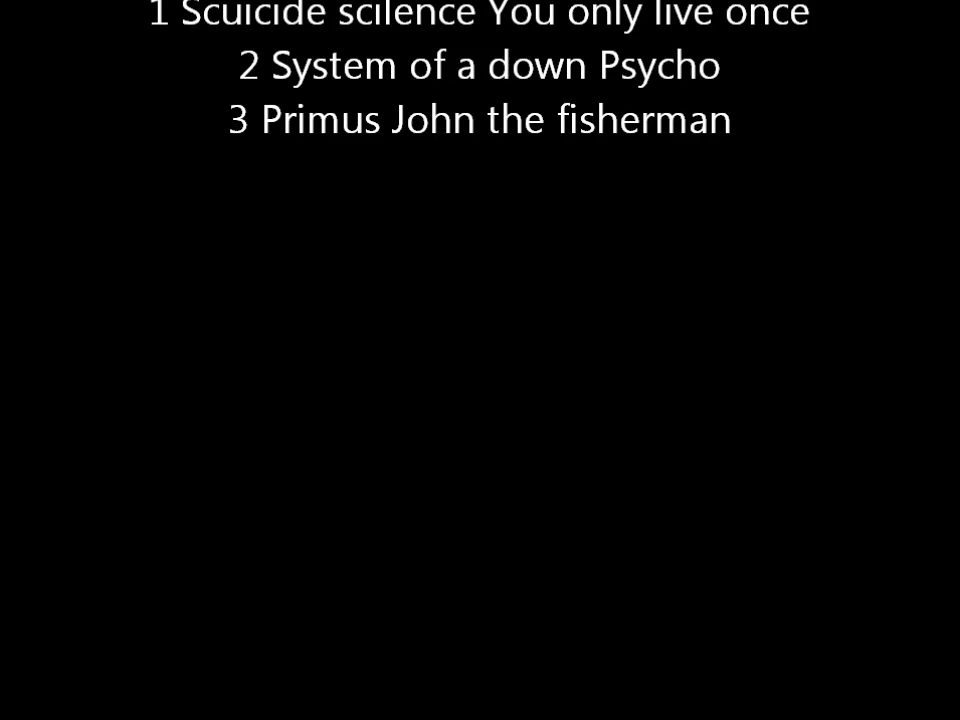 1 Scuicide scilence You only live once
2 System of a down Psycho
3 Primus John the fisherman